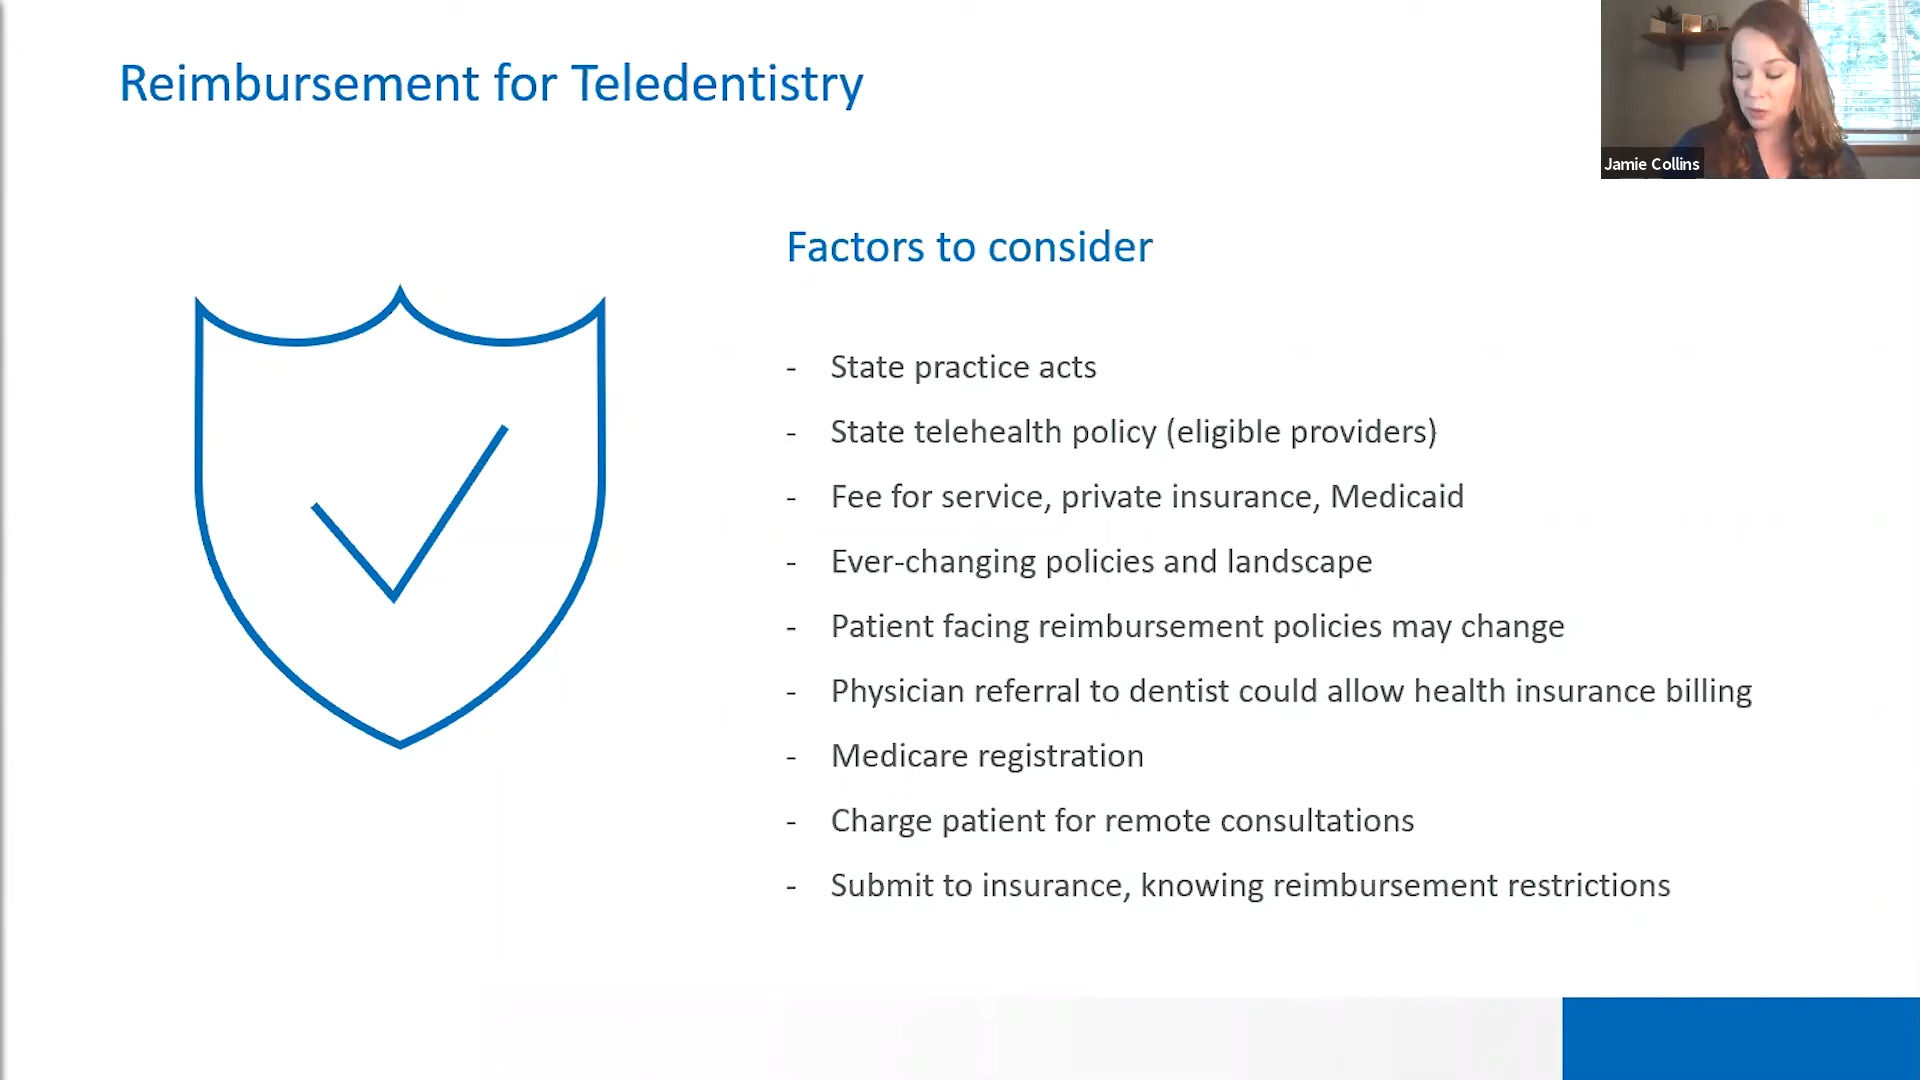 Reimbursement for Teledentistry
Jamie Collins
Factors to consider
- State practice acts
- State telehealth policy (eligible providers)
- Fee for service, private insurance, Medicaid
- Ever-changing policies and landscape
- Patient facing reimbursement policies may change
- Physician referral to dentist could allow health insurance billing
- Medicare registration
- Charge patient for remote consultations
- Submit to insurance, knowing reimbursement restrictions